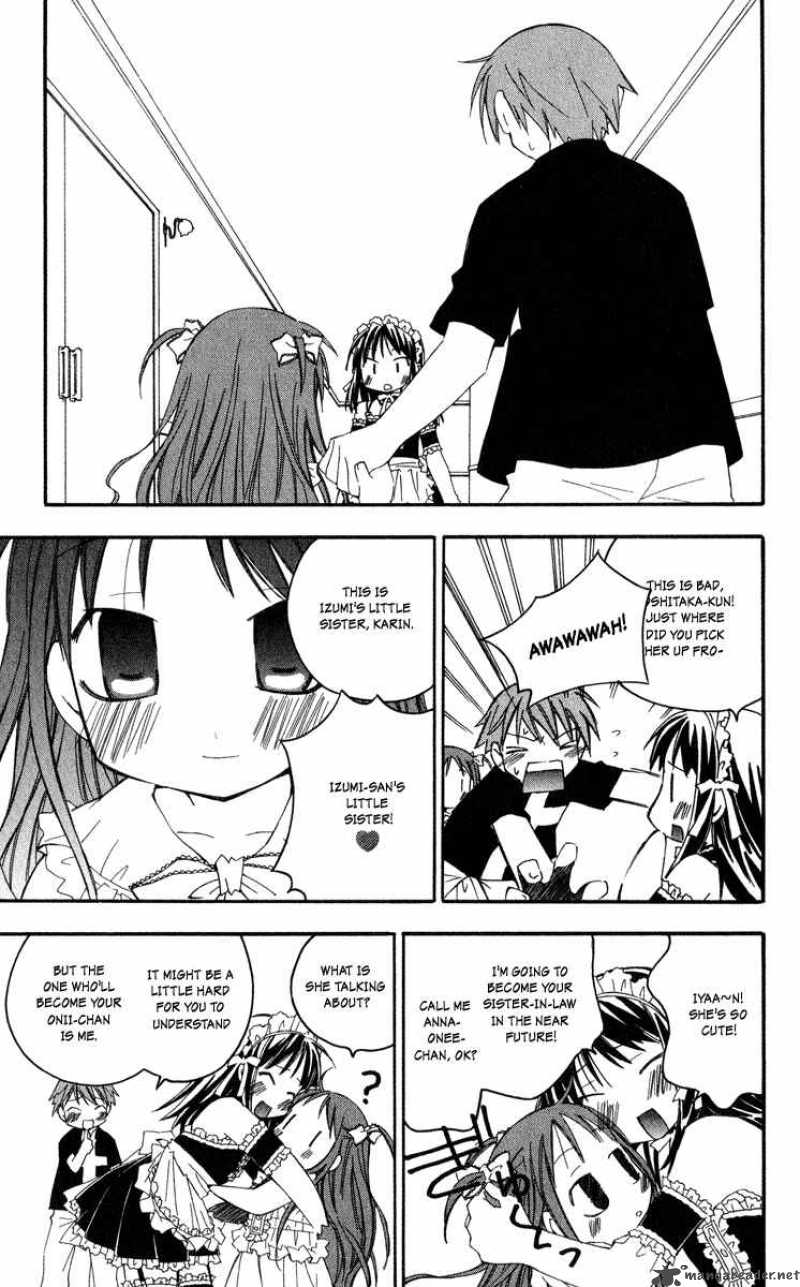 THIS IS BAD,
SHITAKA-KUN!
JUST WHERE
DID YOU PICK
HER UP FRO-
AWAWAWAH!
THIS IS
IZUMI'S LITTLE
SISTER, KARIN.
IZUMI-SAN'S
LITTLE
SISTER!
IYAA~N!
SHE'S SO
CUTE!
I'M GOING TO
BECOME YOUR
SISTER-IN-LAW
IN THE NEAR
FUTURE!
CALL ME
ANNA-
ONEE-
CHAN, OK?
WHAT IS
SHE TALKING
ABOUT?
?
IT MIGHT BE A
LITTLE HARD
FOR YOU TO
UNDERSTAND
BUT THE
ONE WHO'LL
BECOME YOUR
ONII-CHAN
IS ME.
mangareader.net